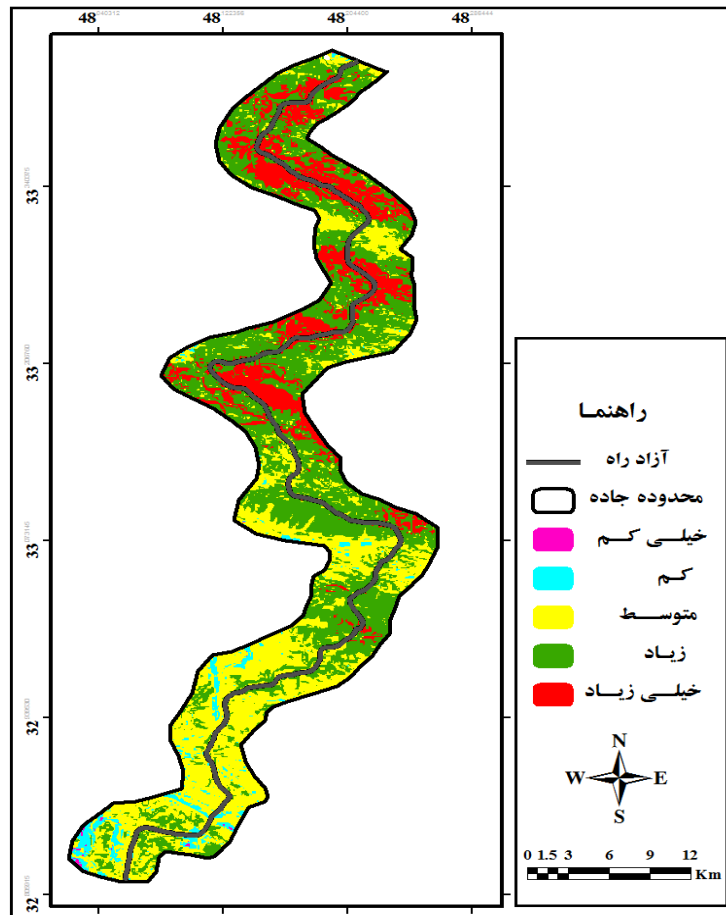 48 48 48 48
33
33
33
32
32
راهنما
آزاد راه
محدوده جاده
خیلی کم
کم
متوسط
زیاد
خیلی زیاد
N
W E
S
0 1.5 3 6 9 12
Km